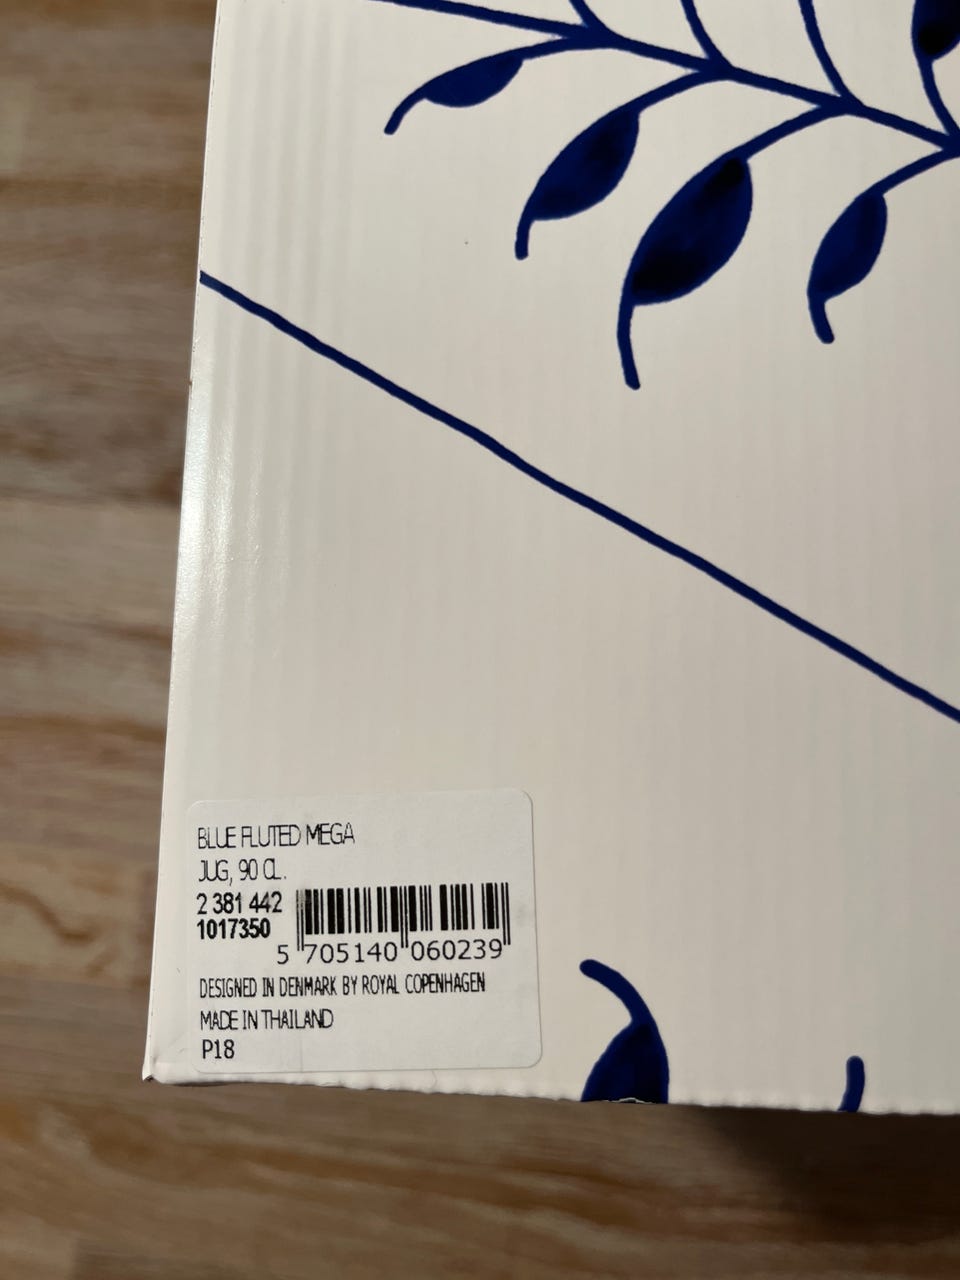 BLUE FLUTED MEGA
JUG, 90 CL.
2 381 442
1017350
5 705140 060239
DESIGNED IN DENMARK BY ROYAL COPENHAGEN
MADE IN THAILAND
P18